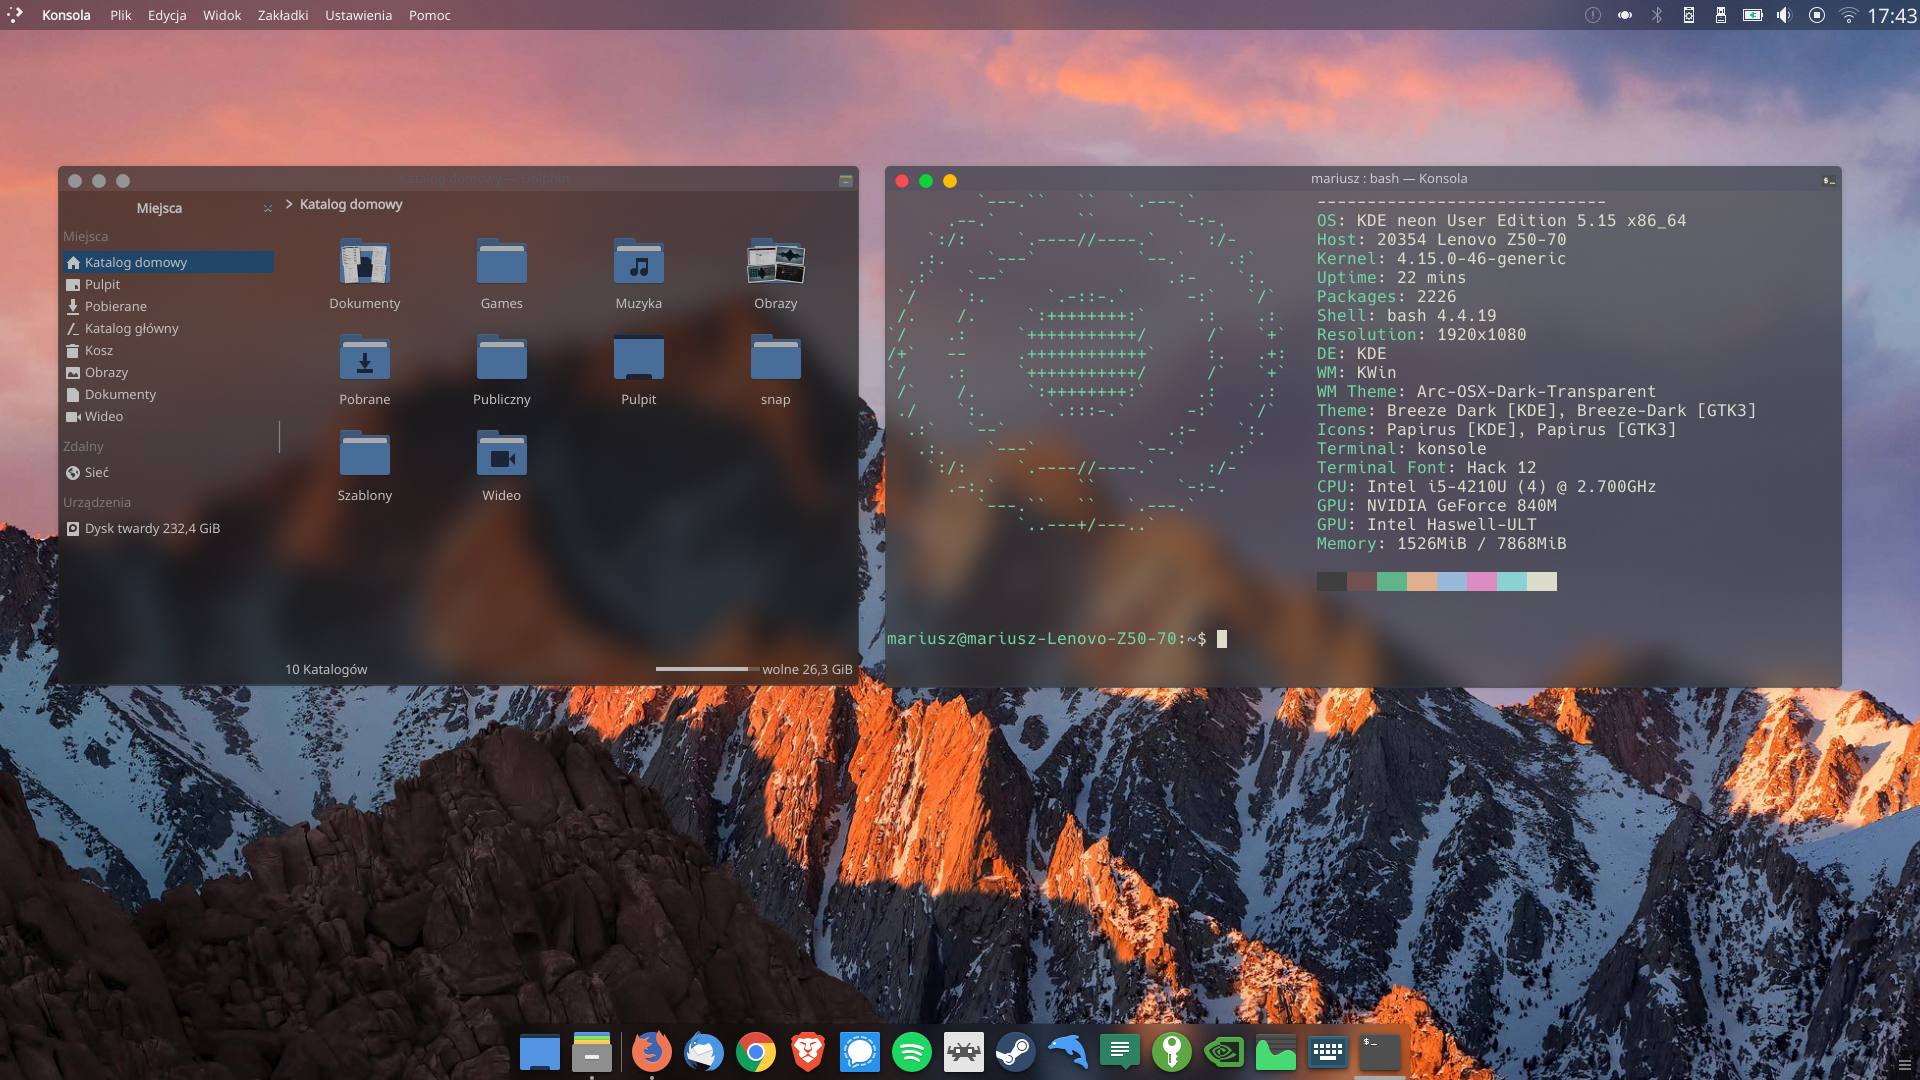 Konsola Plik Edycja Widok Zakładki Ustawienia Pomoc
17:43
Miejsca
Miejsca
Katalog domowy
Pulpit
Pobierane
Katalog główny
Kosz
Obrazy
Dokumenty
Wideo
Zdalny
Sieć
Urządzenia
Dysk twardy 232,4 GiB
Katalog domowy — Dolphin
> Katalog domowy
Dokumenty Games Muzyka Obrazy
Pobrane Publiczny Pulpit snap
Szablony Wideo
10 Katalogów wolne 26,3 GiB
mariusz : bash — Konsola
-----------------------------
OS: KDE neon User Edition 5.15 x86_64
Host: 20354 Lenovo Z50-70
Kernel: 4.15.0-46-generic
Uptime: 22 mins
Packages: 2226
Shell: bash 4.4.19
Resolution: 1920x1080
DE: KDE
WM: KWin
WM Theme: Arc-OSX-Dark-Transparent
Theme: Breeze Dark [KDE], Breeze-Dark [GTK3]
Icons: Papirus [KDE], Papirus [GTK3]
Terminal: konsole
Terminal Font: Hack 12
CPU: Intel i5-4210U (4) @ 2.700GHz
GPU: NVIDIA GeForce 840M
GPU: Intel Haswell-ULT
Memory: 1526MiB / 7868MiB
mariusz@mariusz-Lenovo-Z50-70:~$